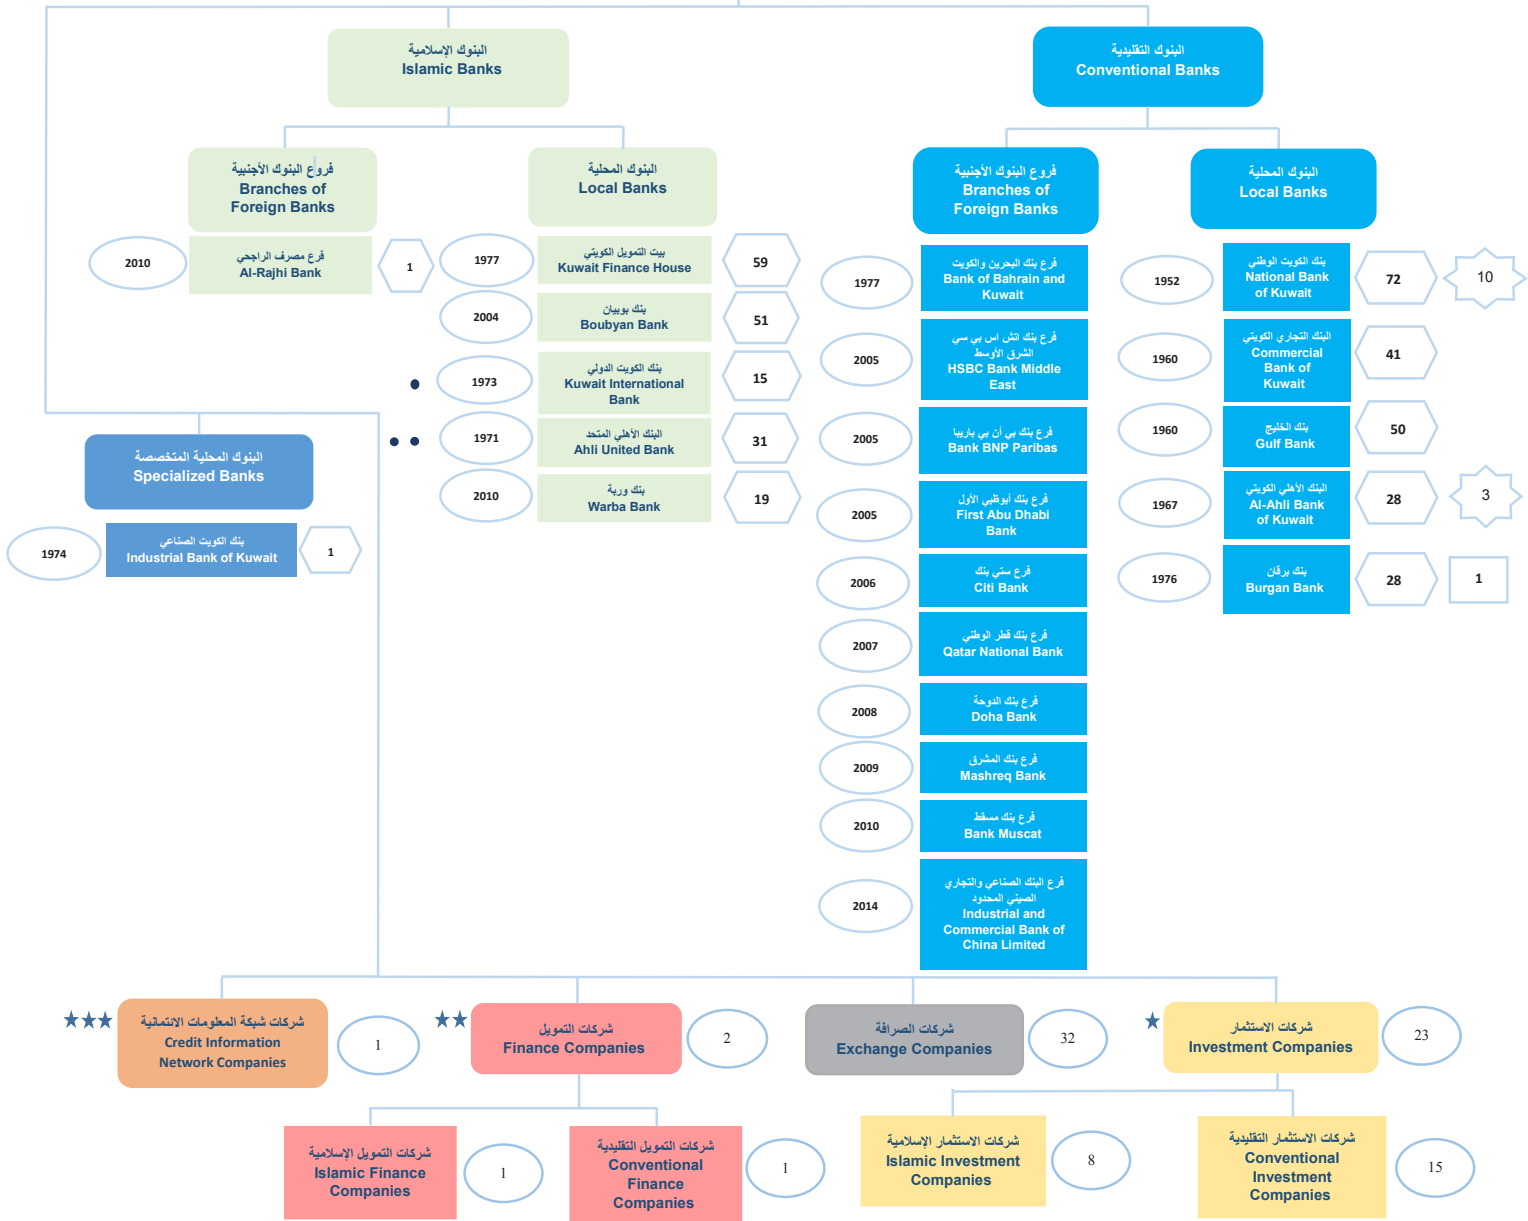 البنوك الإسلامية
Islamic Banks
البنوك التقليدية
Conventional Banks
فروع البنوك الأجنبية
Branches of
Foreign Banks
البنوك المحلية
Local Banks
فروع البنوك الأجنبية
Branches of
Foreign Banks
البنوك المحلية
Local Banks
2010
فرع مصرف الراجحي
Al-Rajhi Bank
1
1977
بيت التمويل الكويتي
Kuwait Finance House
59
2004
بنك بوبيان
Boubyan Bank
51
1973
بنك الكويت الدولي
Kuwait International
Bank
15
1971
البنك الأهلي المتحد
Ahli United Bank
31
2010
بنك وربة
Warba Bank
19
1977
فرع بنك البحرين والكويت
Bank of Bahrain and
Kuwait
2005
فرع بنك اتش اس بي سي
الشرق الأوسط
HSBC Bank Middle
East
2005
فرع بنك بي أن بي باريبا
Bank BNP Paribas
2005
فرع بنك أبوظبي الأول
First Abu Dhabi
Bank
2006
فرع ستي بنك
Citi Bank
2007
فرع بنك قطر الوطني
Qatar National Bank
2008
فرع بنك الدوحة
Doha Bank
2009
فرع بنك المشرق
Mashreq Bank
2010
فرع بنك مسقط
Bank Muscat
2014
فرع البنك الصناعي والتجاري
الصيني المحدود
Industrial and
Commercial Bank of
China Limited
1952
بنك الكويت الوطني
National Bank
of Kuwait
72
10
1960
البنك التجاري الكويتي
Commercial
Bank of
Kuwait
41
1960
بنك الخليج
Gulf Bank
50
1967
البنك الأهلي الكويتي
Al-Ahli Bank
of Kuwait
28
3
1976
بنك برقان
Burgan Bank
28
1
البنوك المحلية المتخصصة
Specialized Banks
1974
بنك الكويت الصناعي
Industrial Bank of Kuwait
1
★★★
شركات شبكة المعلومات الائتمانية
Credit Information
Network Companies
1
★★
شركات التمويل
Finance Companies
2
شركات الصرافة
Exchange Companies
32
★
شركات الاستثمار
Investment Companies
23
شركات التمويل الإسلامية
Islamic Finance
Companies
1
شركات التمويل التقليدية
Conventional
Finance
Companies
1
شركات الاستثمار الإسلامية
Islamic Investment
Companies
8
شركات الاستثمار التقليدية
Conventional
Investment
Companies
15